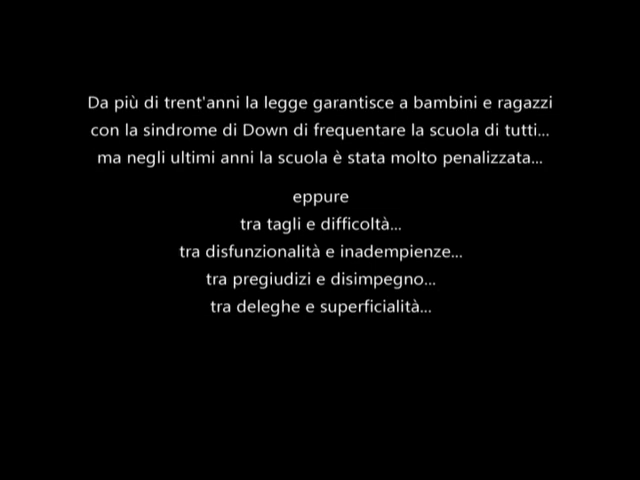 Da più di trent'anni la legge garantisce a bambini e ragazzi
con la sindrome di Down di frequentare la scuola di tutti...
ma negli ultimi anni la scuola è stata molto penalizzata...
eppure
tra tagli e difficoltà...
tra disfunzionalità e inadempienze...
tra pregiudizi e disimpegno...
tra deleghe e superficialità...